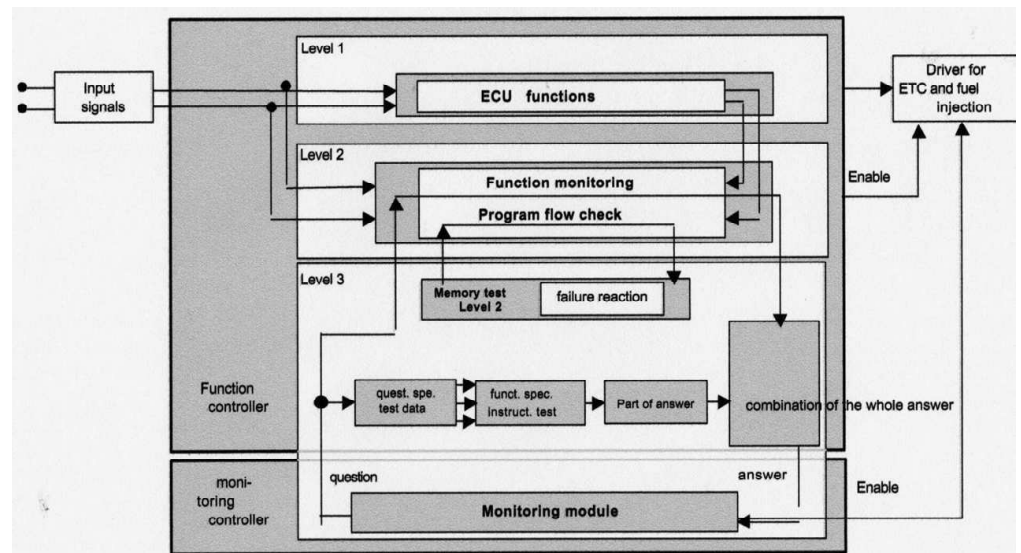 Level 1
Input
signals
ECU functions
Driver for
ETC and fuel
injection
Level 2
Function monitoring
Program flow check
Enable
Level 3
Memory test
Level 2
failure reaction
Function
controller
quest. spe.
test data
funct. spec.
instruct. test
Part of answer
combination of the whole answer
question
answer
moni-
toring
controller
Monitoring module
Enable